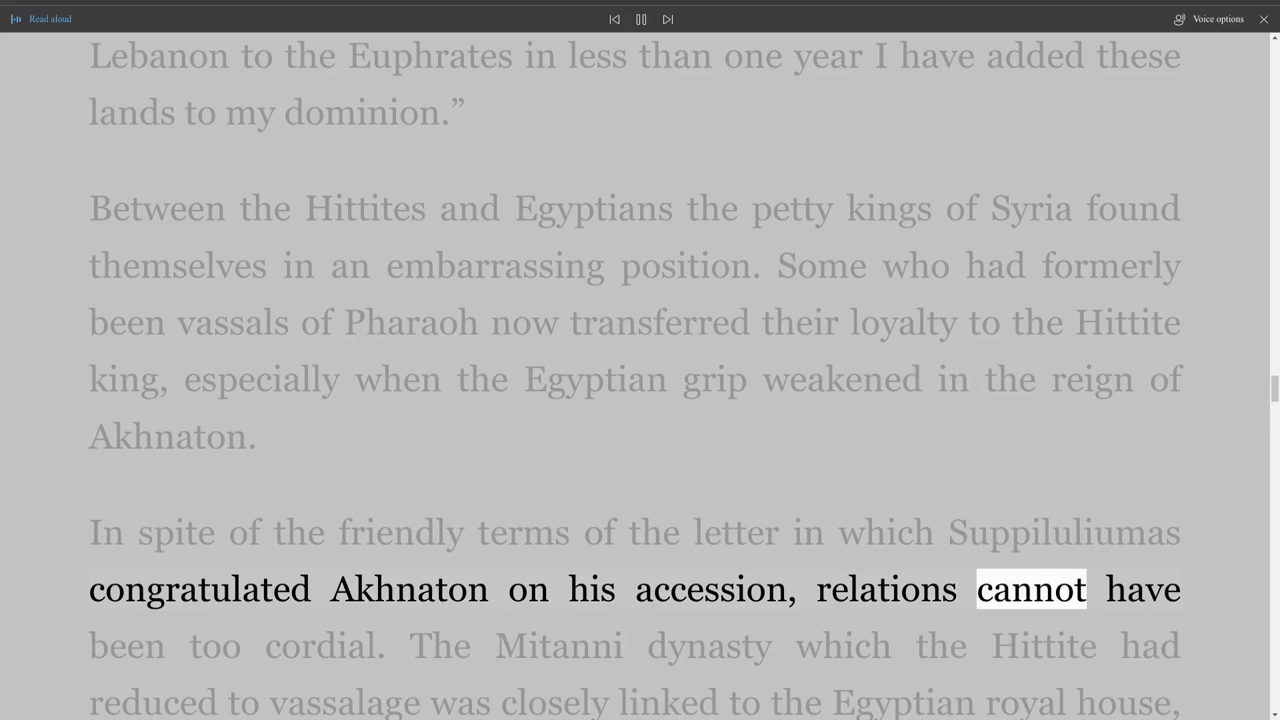 Read aloud
Voice options
Lebanon to the Euphrates in less than one year I have added these
lands to my dominion.”
Between the Hittites and Egyptians the petty kings of Syria found
themselves in an embarrassing position. Some who had formerly
been vassals of Pharaoh now transferred their loyalty to the Hittite
king, especially when the Egyptian grip weakened in the reign of
Akhnaton.
In spite of the friendly terms of the letter in which Suppiluliumas
congratulated Akhnaton on his accession, relations cannot have
been too cordial. The Mitanni dynasty which the Hittite had
reduced to vassalage was closely linked to the Egyptian royal house,